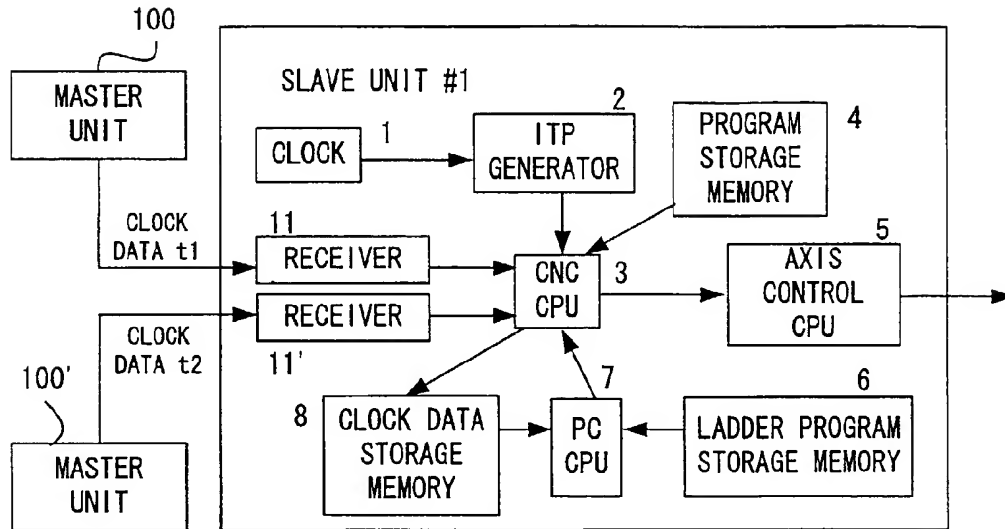 100
MASTER
UNIT
SLAVE UNIT #1
CLOCK
1
2
ITP
GENERATOR
PROGRAM
STORAGE
MEMORY
4
CLOCK
DATA t1
11
RECEIVER
RECEIVER
11'
CNC
CPU
3
5
AXIS
CONTROL
CPU
CLOCK
DATA t2
100'
MASTER
UNIT
8
CLOCK DATA
STORAGE
MEMORY
7
PC
CPU
6
LADDER PROGRAM
STORAGE MEMORY